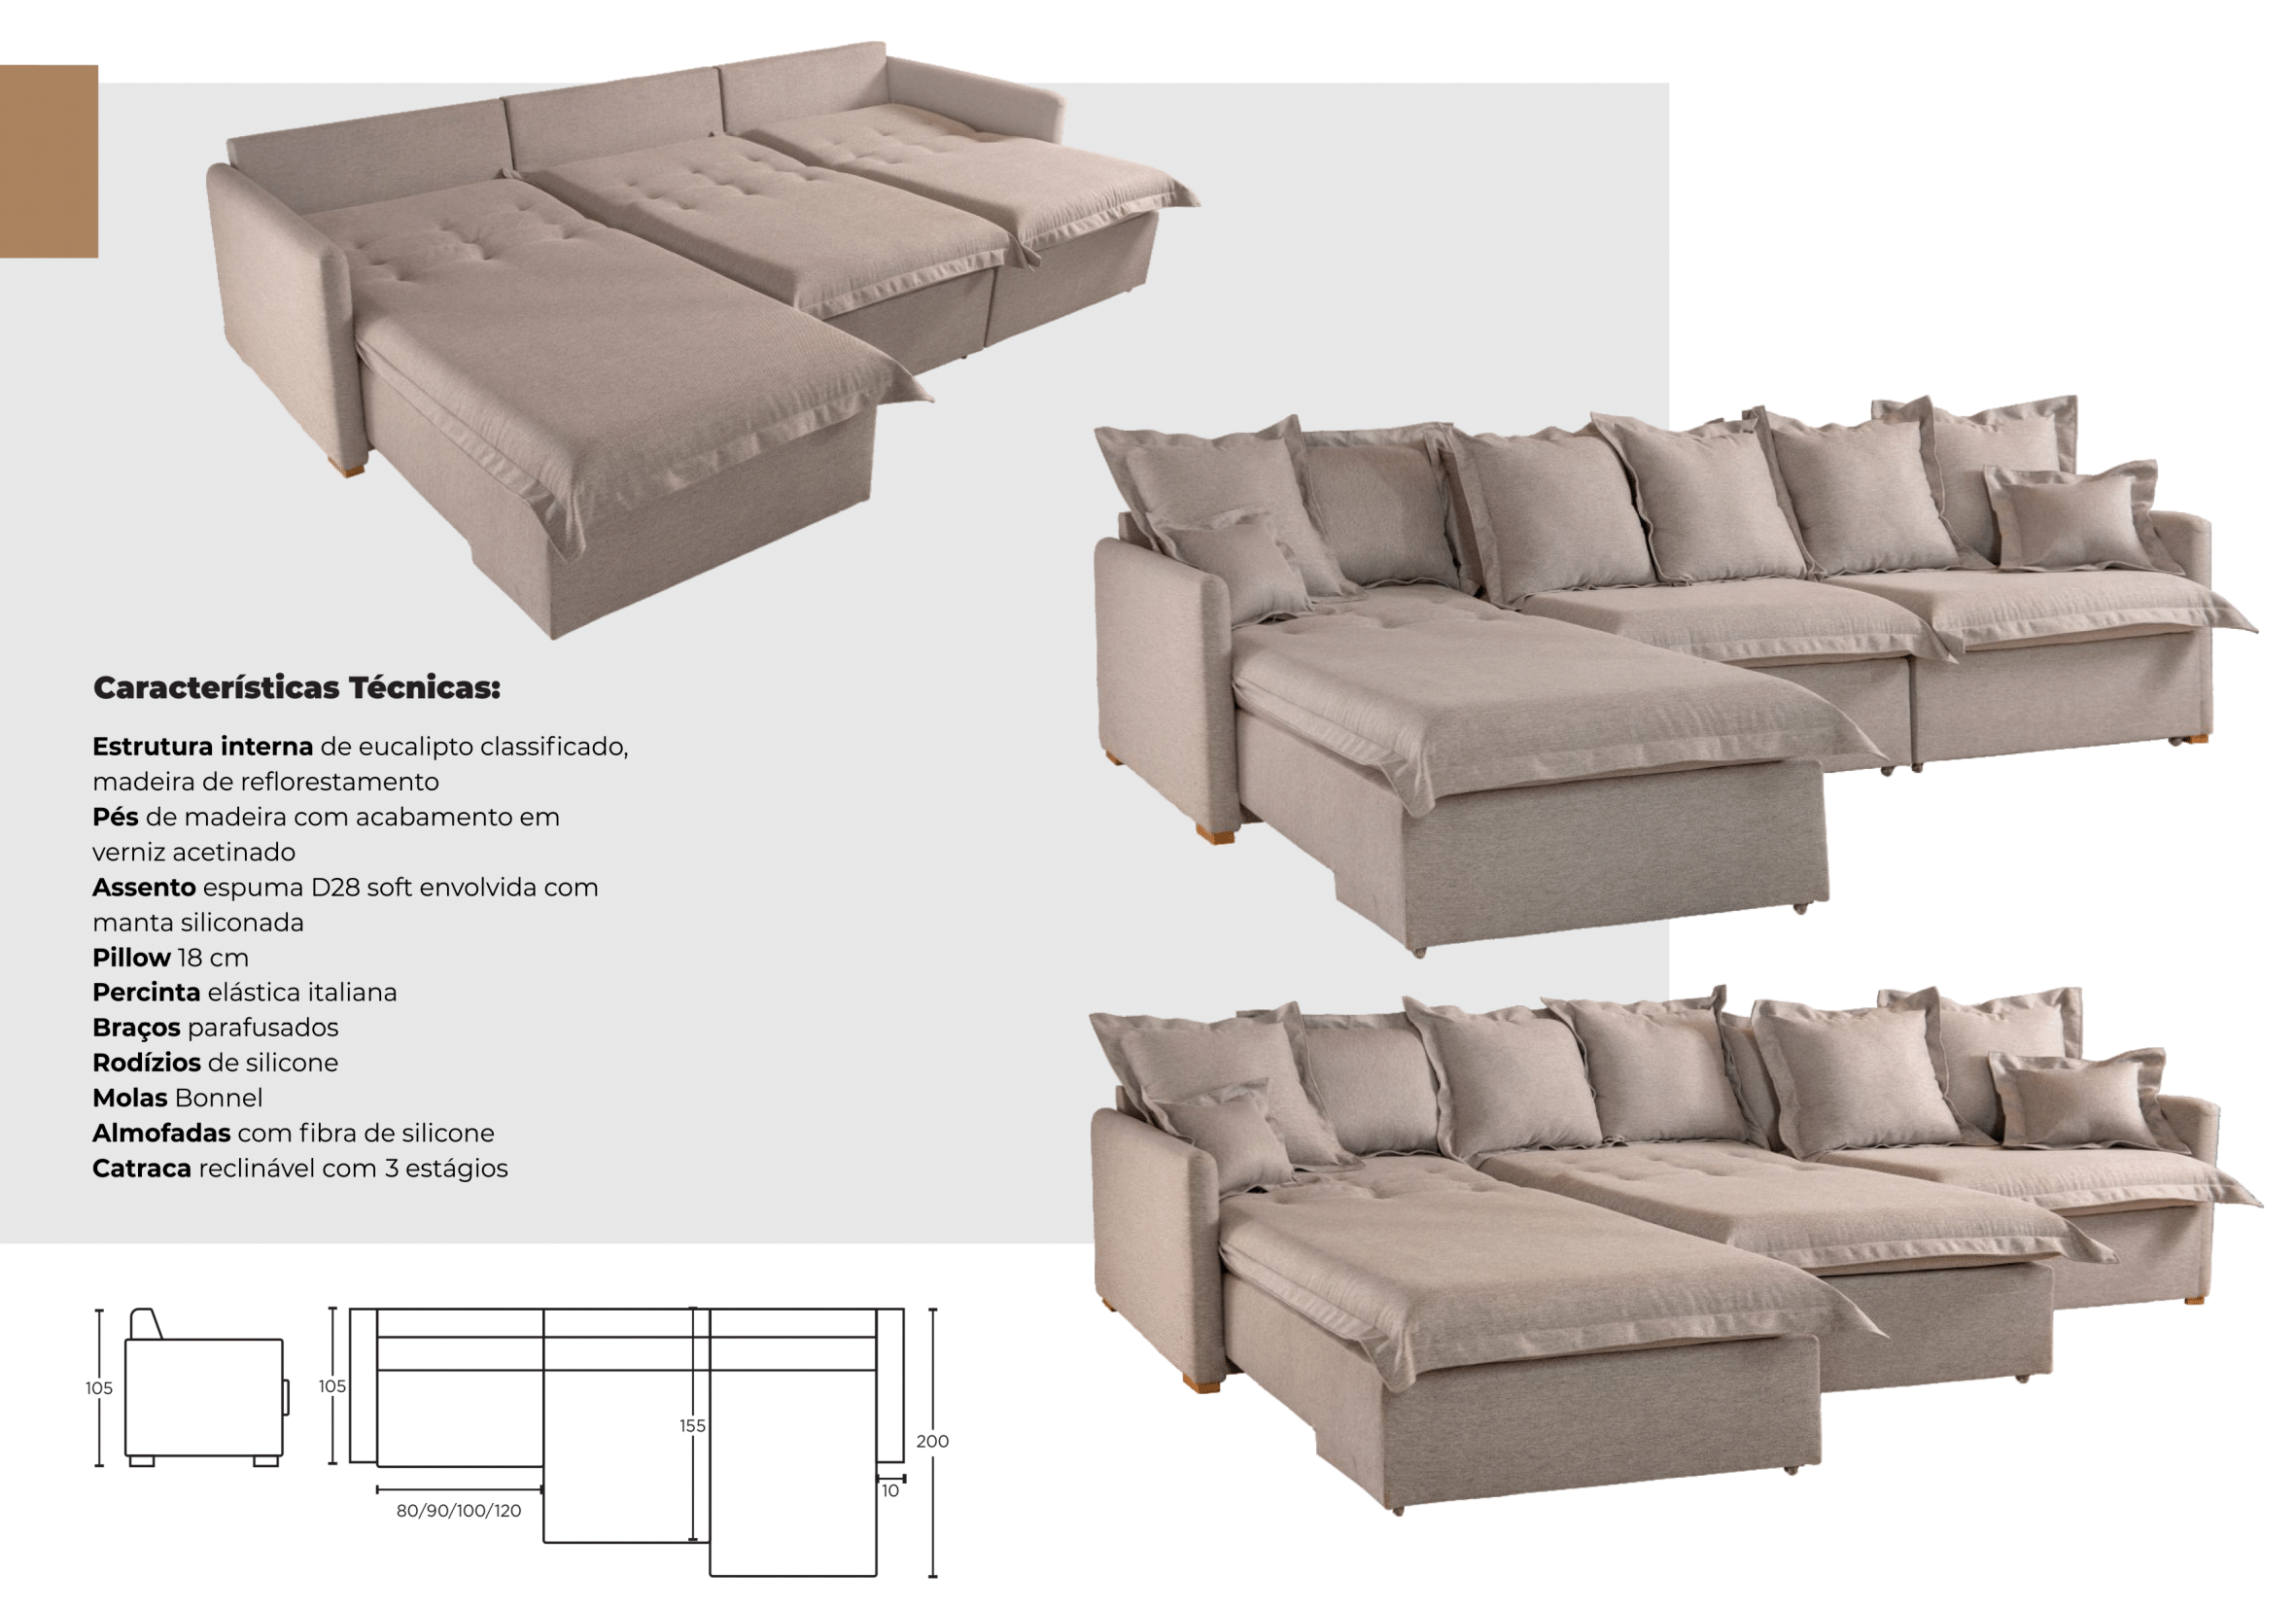 Características Técnicas:
Estrutura interna de eucalipto classificado,
madeira de reflorestamento
Pés de madeira com acabamento em
verniz acetinado
Assento espuma D28 soft envolvida com
manta siliconada
Pillow 18 cm
Percinta elástica italiana
Braços parafusados
Rodízios de silicone
Molas Bonnel
Almofadas com fibra de silicone
Catraca reclinável com 3 estágios
105
105
155
200
10
80/90/100/120